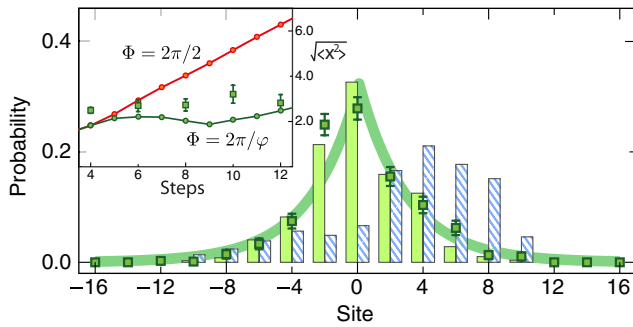 0.4
0.2
0.0
Probability
−16 −12 −8 −4 0 4 8 12 16
Site
Φ = 2π/2
Φ = 2π/φ
6.0
4.0
2.0
√<x²>
4 6 8 10 12
Steps